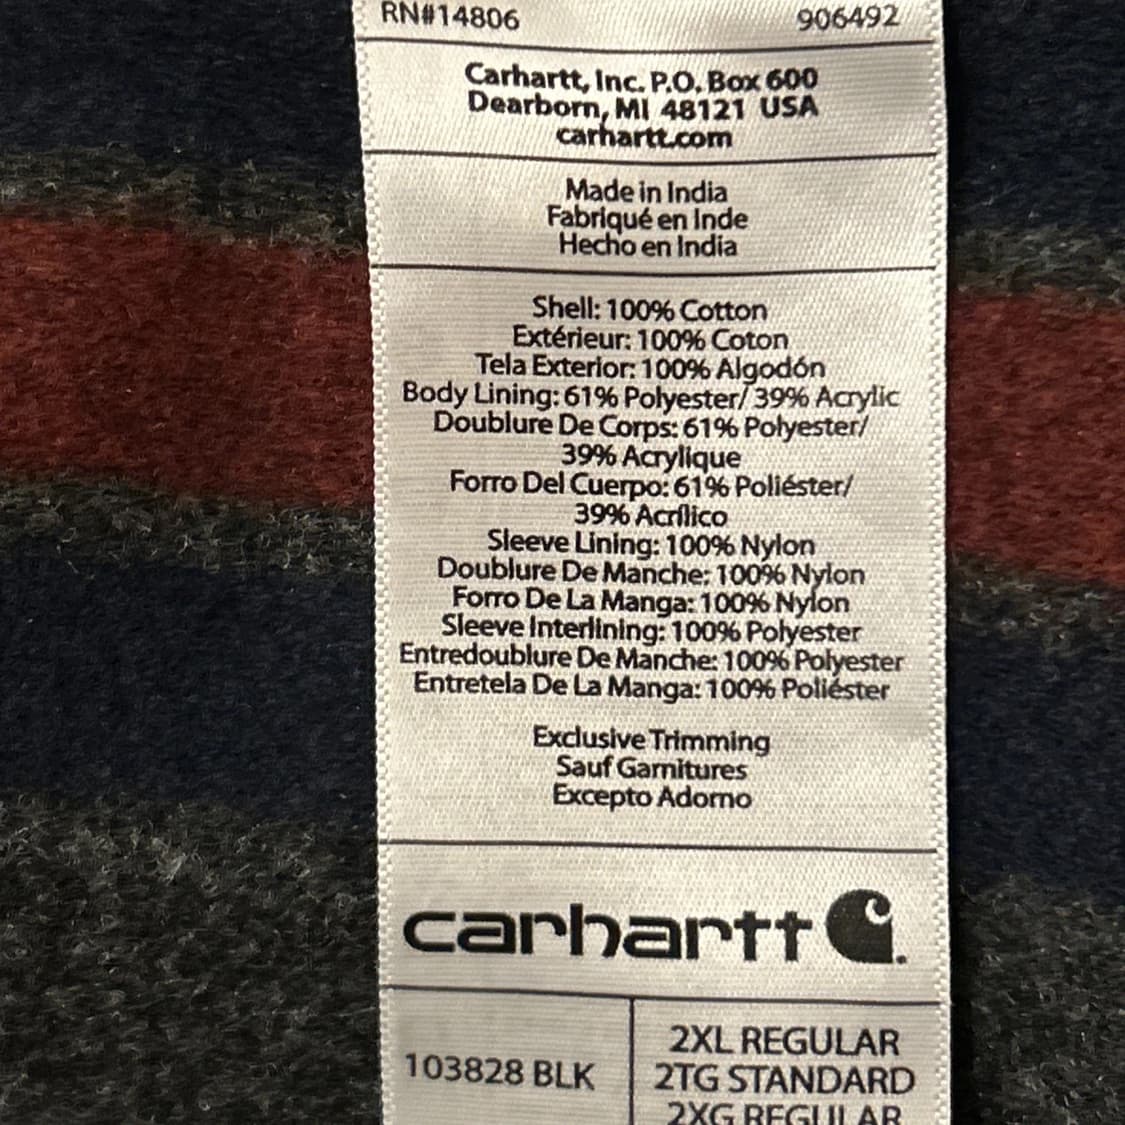 RN#14806 906492
Carhartt, Inc. P.O. Box 600
Dearborn, MI 48121 USA
carhartt.com
Made in India
Fabriqué en Inde
Hecho en India
Shell: 100% Cotton
Extérieur: 100% Coton
Tela Exterior: 100% Algodón
Body Lining: 61% Polyester/ 39% Acrylic
Doublure De Corps: 61% Polyester/
39% Acrylique
Forro Del Cuerpo: 61% Poliéster/
39% Acrílico
Sleeve Lining: 100% Nylon
Doublure De Manche: 100% Nylon
Forro De La Manga: 100% Nylon
Sleeve Interlining: 100% Polyester
Entredoublure De Manche: 100% Polyester
Entretela De La Manga: 100% Poliéster
Exclusive Trimming
Sauf Garnitures
Excepto Adorno
carhartt
103828 BLK
2XL REGULAR
2TG STANDARD
2XG REGULAR